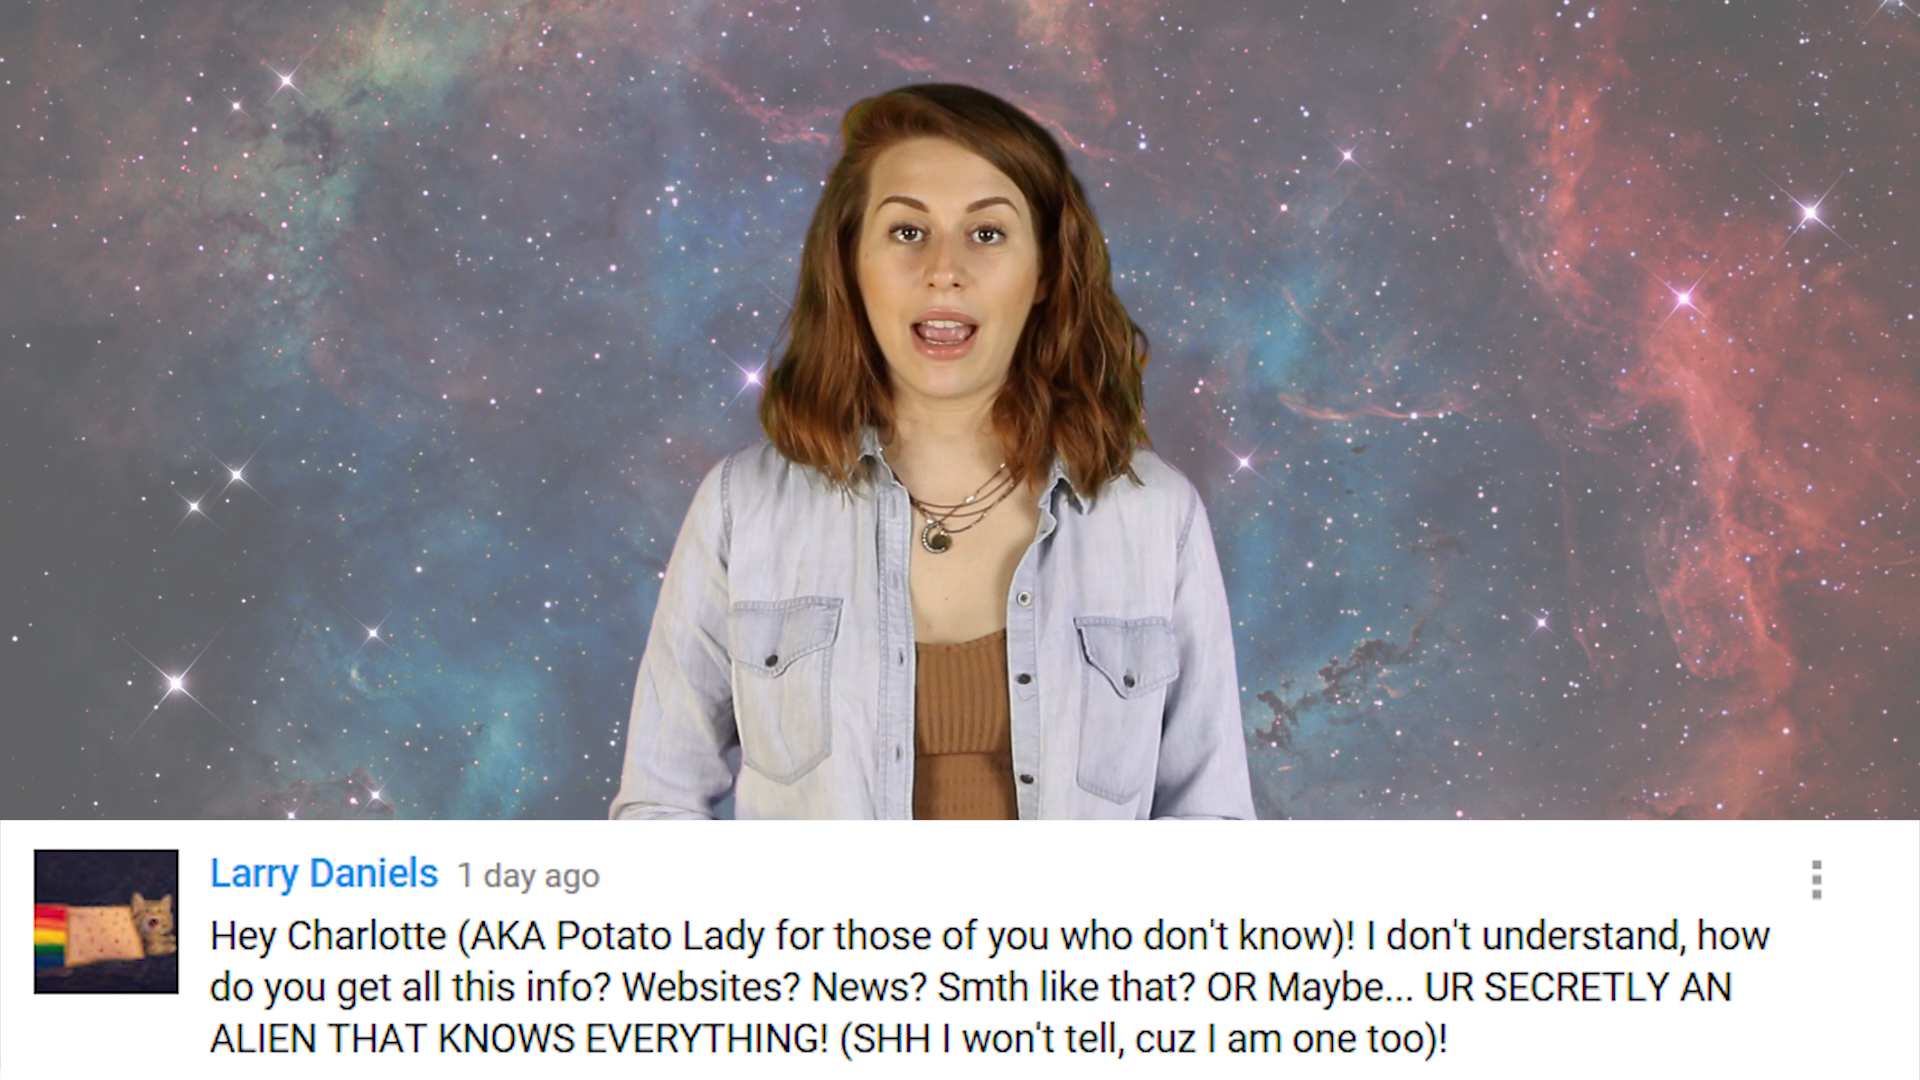 Larry Daniels 1 day ago
Hey Charlotte (AKA Potato Lady for those of you who don't know)! I don't understand, how
do you get all this info? Websites? News? Smth like that? OR Maybe... UR SECRETLY AN
ALIEN THAT KNOWS EVERYTHING! (SHH I won't tell, cuz I am one too)!